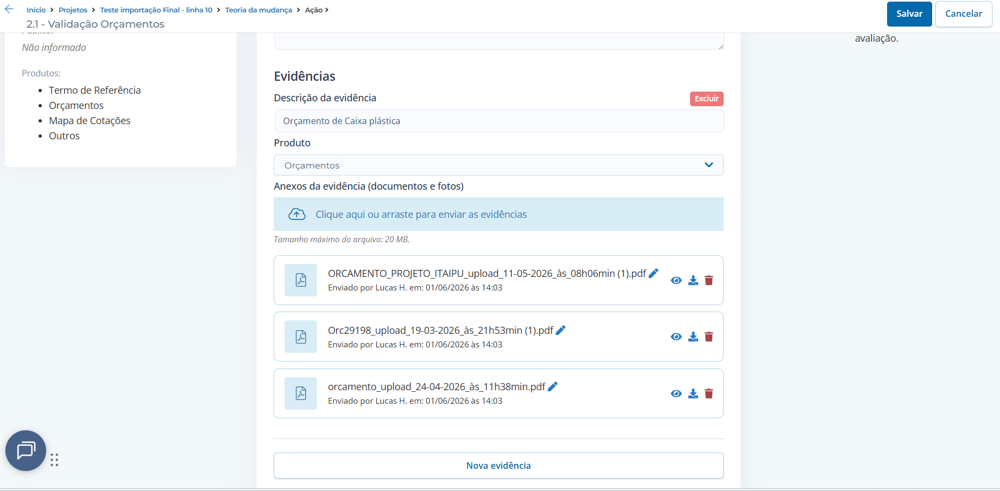 Início > Projetos > Teste importação Final - linha 10 > Teoria da mudança > Ação >
2.1 - Validação Orçamentos
Salvar
Cancelar
Público:
Não informado
Produtos:
• Termo de Referência
• Orçamentos
• Mapa de Cotações
• Outros
Evidências
Descrição da evidência
Excluir
Orçamento de Caixa plástica
Produto
Orçamentos
Anexos da evidência (documentos e fotos)
Clique aqui ou arraste para enviar as evidências
Tamanho máximo do arquivo: 20 MB.
ORCAMENTO_PROJETO_ITAIPU_upload_11-05-2026_às_08h06min (1).pdf
Enviado por Lucas H. em: 01/06/2026 às 14:03
Orc29198_upload_19-03-2026_às_21h53min (1).pdf
Enviado por Lucas H. em: 01/06/2026 às 14:03
orcamento_upload_24-04-2026_às_11h38min.pdf
Enviado por Lucas H. em: 01/06/2026 às 14:03
Nova evidência
avaliação.